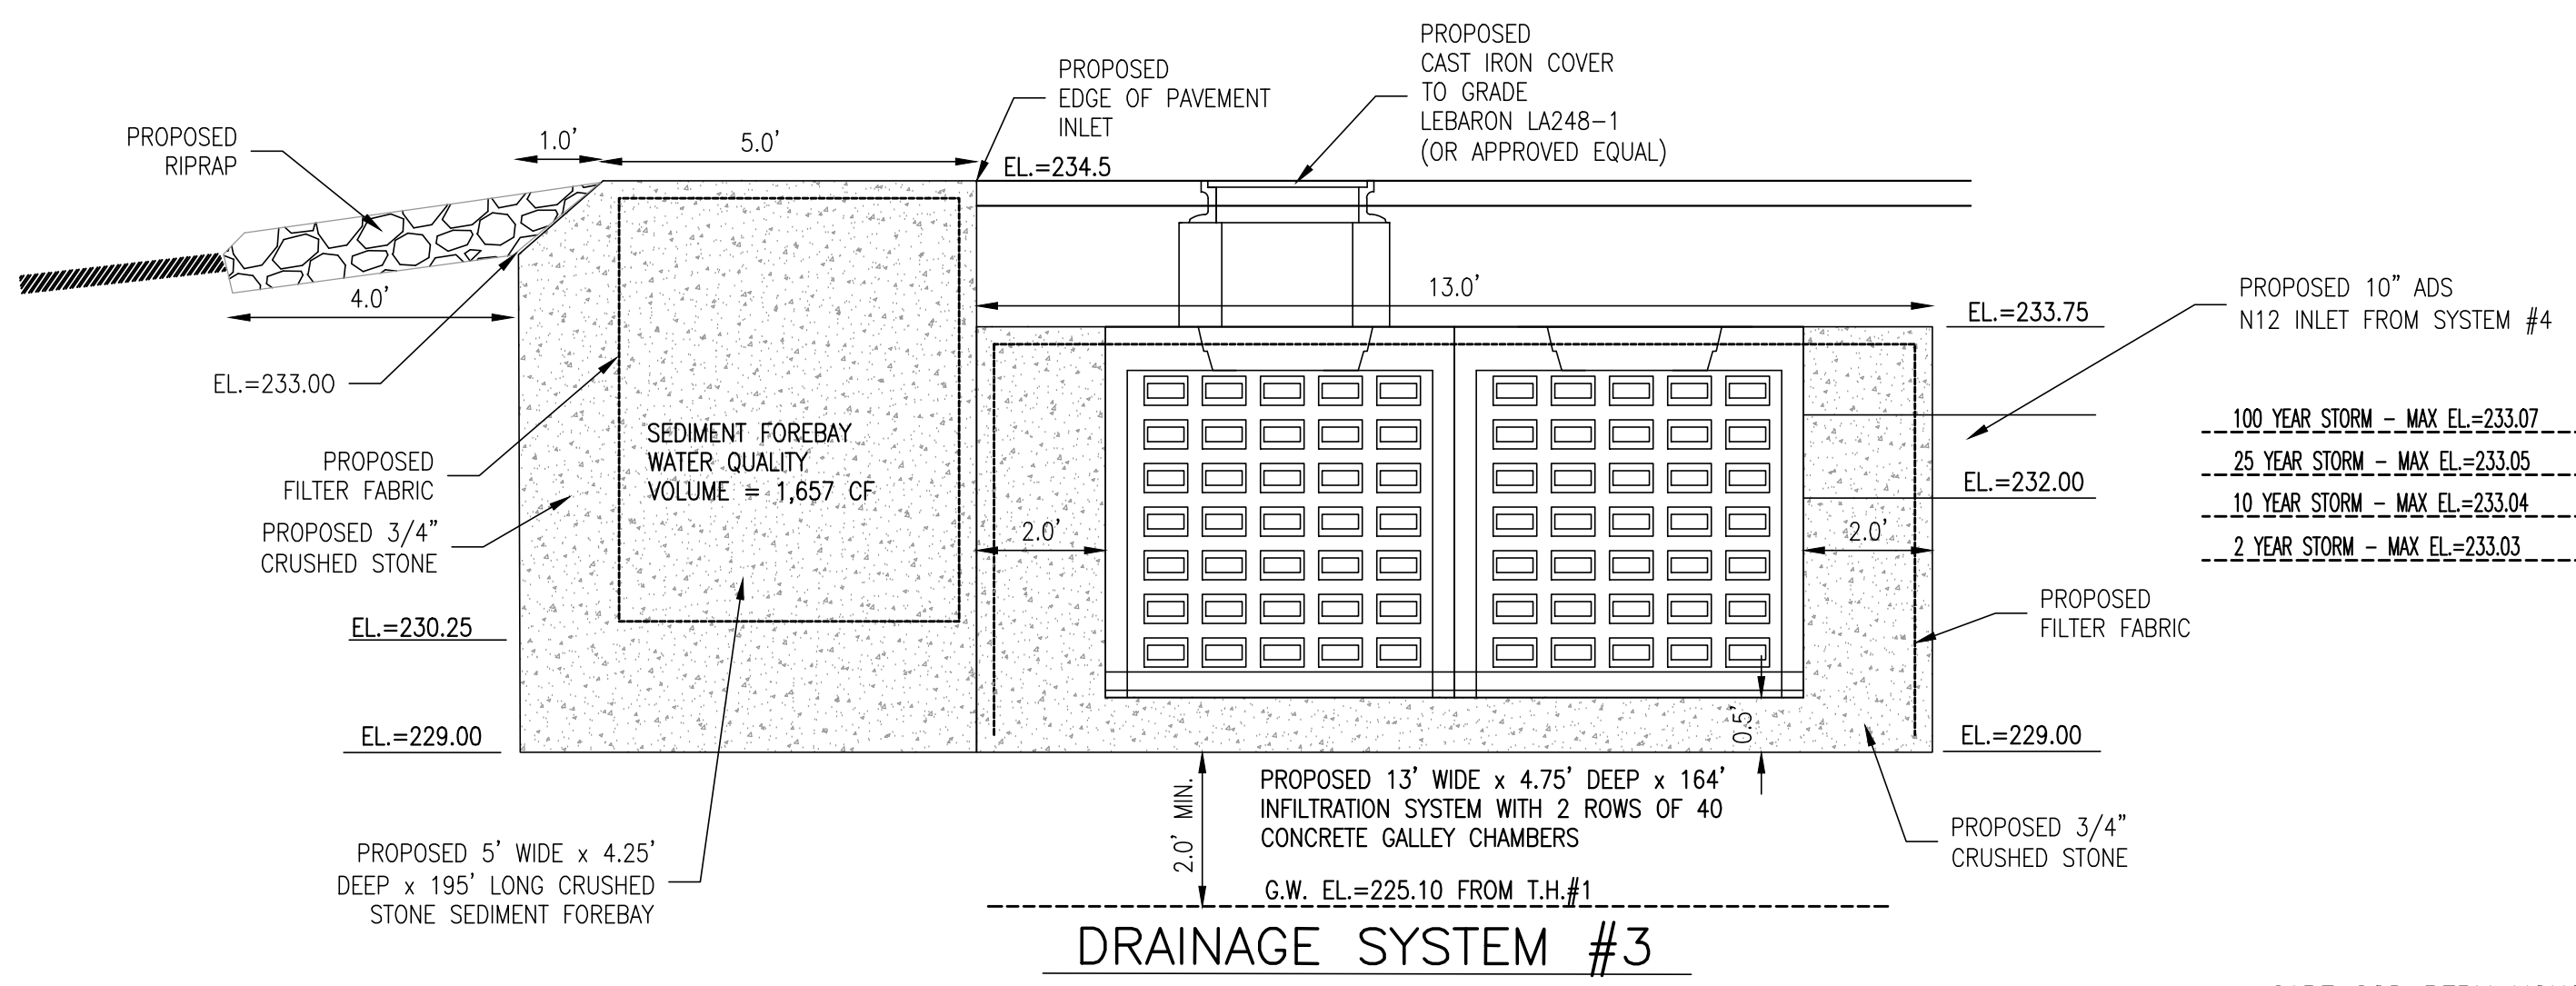 PROPOSED
RIPRAP
1.0'
5.0'
PROPOSED
EDGE OF PAVEMENT
INLET
EL.=234.5
PROPOSED
CAST IRON COVER
TO GRADE
LEBARON LA248-1
(OR APPROVED EQUAL)
4.0'
13.0'
EL.=233.75
PROPOSED 10" ADS
N12 INLET FROM SYSTEM #4
EL.=233.00
100 YEAR STORM - MAX EL.=233.07
25 YEAR STORM - MAX EL.=233.05
10 YEAR STORM - MAX EL.=233.04
2 YEAR STORM - MAX EL.=233.03
PROPOSED
FILTER FABRIC
PROPOSED 3/4"
CRUSHED STONE
SEDIMENT FOREBAY
WATER QUALITY
VOLUME = 1,657 CF
EL.=232.00
2.0'
2.0'
PROPOSED
FILTER FABRIC
EL.=230.25
EL.=229.00
0.5'
EL.=229.00
2.0' MIN.
PROPOSED 13' WIDE x 4.75' DEEP x 164'
INFILTRATION SYSTEM WITH 2 ROWS OF 40
CONCRETE GALLEY CHAMBERS
PROPOSED 3/4"
CRUSHED STONE
PROPOSED 5' WIDE x 4.25'
DEEP x 195' LONG CRUSHED
STONE SEDIMENT FOREBAY
G.W. EL.=225.10 FROM T.H.#1
DRAINAGE SYSTEM #3